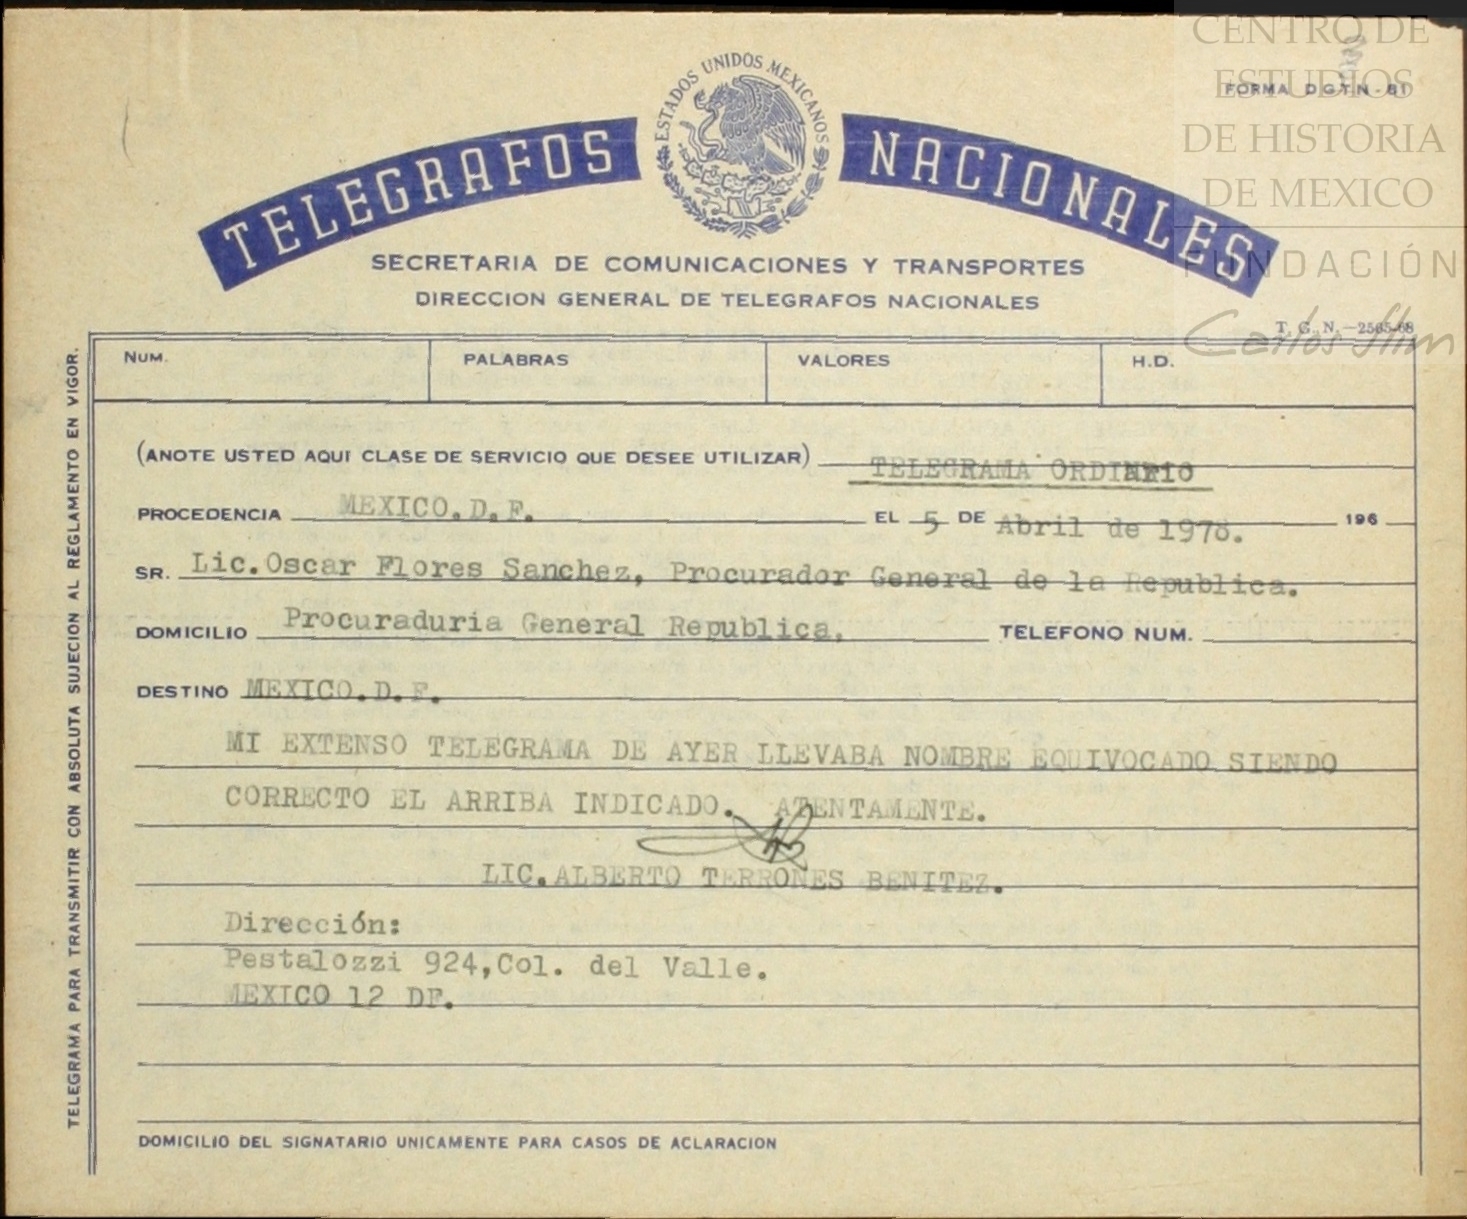 CENTRO DE
ESTUDIOS
DE HISTORIA
DE MEXICO
FUNDACIÓN
Carlos Slim
FORMA DGTN-81
ESTADOS UNIDOS MEXICANOS
TELEGRAFOS NACIONALES
SECRETARIA DE COMUNICACIONES Y TRANSPORTES
DIRECCION GENERAL DE TELEGRAFOS NACIONALES
T. G. N.—2565-68
NUM. PALABRAS VALORES H.D.
(ANOTE USTED AQUI CLASE DE SERVICIO QUE DESEE UTILIZAR) TELEGRAMA ORDINRIO
PROCEDENCIA MEXICO.D.F. EL 5 DE Abril de 1978. 196
SR. Lic.Oscar Flores Sanchez, Procurador General de la Republica.
DOMICILIO Procuraduria General Republica, TELEFONO NUM.
DESTINO MEXICO.D.F.
MI EXTENSO TELEGRAMA DE AYER LLEVABA NOMBRE EQUIVOCADO SIENDO
CORRECTO EL ARRIBA INDICADO. ATENTAMENTE.
LIC.ALBERTO TERRONES BENITEZ.
Dirección:
Pestalozzi 924,Col. del Valle.
MEXICO 12 DF.
DOMICILIO DEL SIGNATARIO UNICAMENTE PARA CASOS DE ACLARACION
TELEGRAMA PARA TRANSMITIR CON ABSOLUTA SUJECION AL REGLAMENTO EN VIGOR.